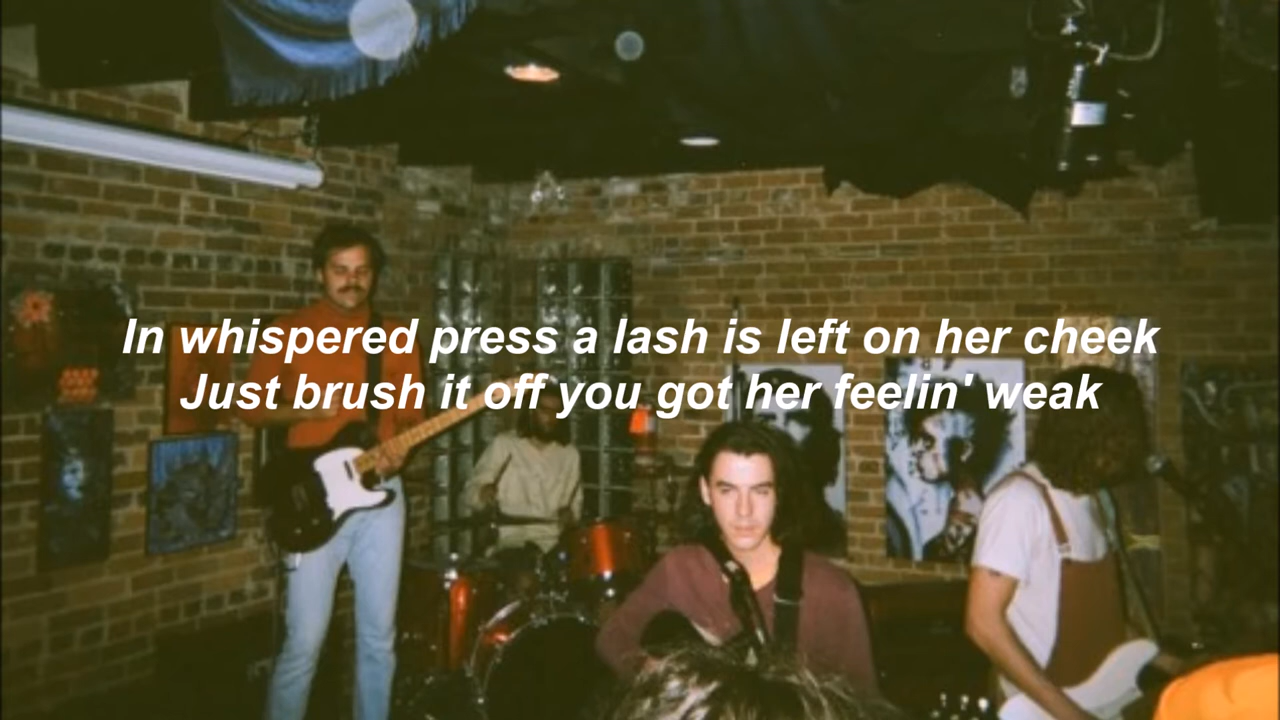 In whispered press a lash is left on her cheek
Just brush it off you got her feelin' weak